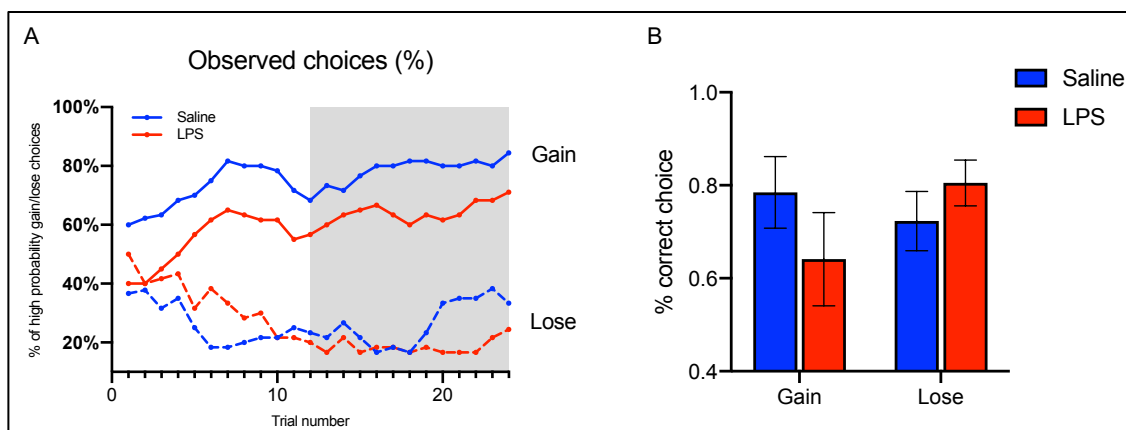 A
Observed choices (%)
% of high probability gain/lose choices
100%
80%
60%
40%
20%
Saline
LPS
Gain
Lose
0
10
20
Trial number
B
Saline
LPS
% correct choice
1.0
0.8
0.6
0.4
Gain
Lose